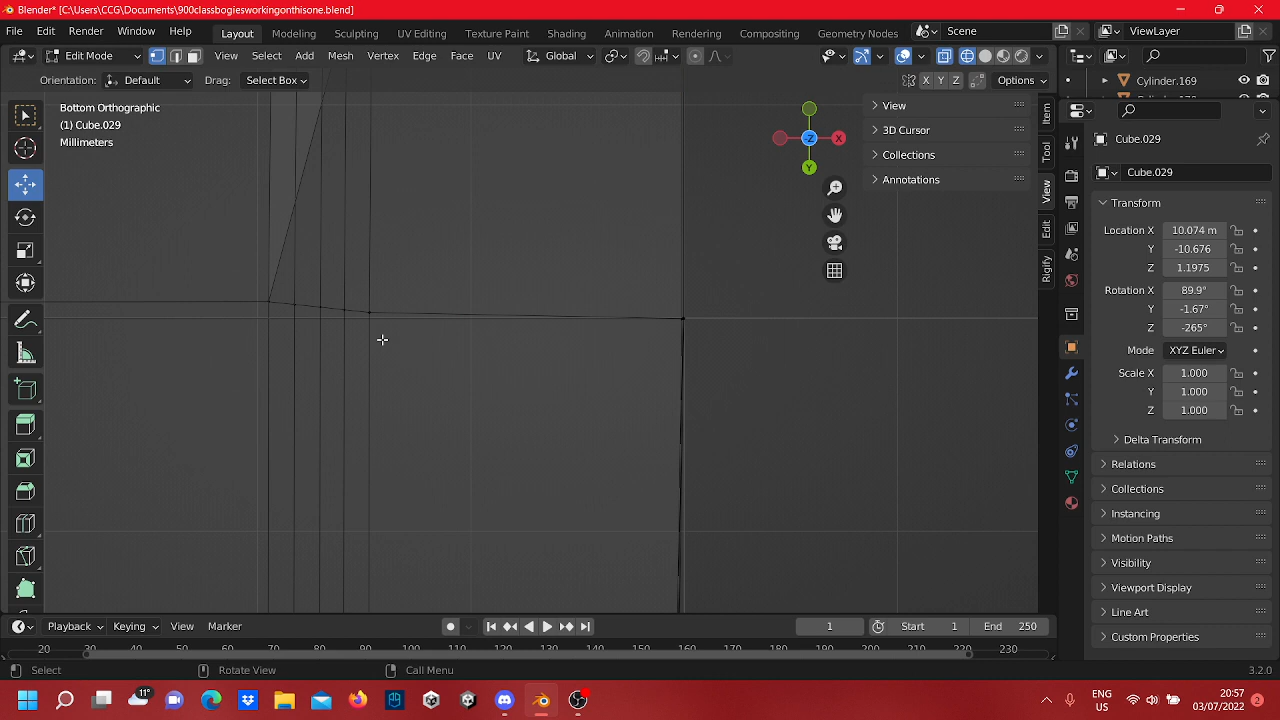 Blender* [C:\Users\CCG\Documents\900classbogiesworkingonthisone.blend]
File Edit Render Window Help Layout Modeling Sculpting UV Editing Texture Paint Shading Animation Rendering Compositing Geometry Nodes Scene ViewLayer
Edit Mode View Select Add Mesh Vertex Edge Face UV Global
Orientation: Default Drag: Select Box X Y Z Options
Cylinder.169
Bottom Orthographic
(1) Cube.029
Millimeters
View
3D Cursor
Collections
Annotations
-Z X Y
Item
Tool
View
Edit
Rigify
Cube.029
Cube.029
Transform
Location X 10.074 m
Y -10.676
Z 1.1975
Rotation X 89.9°
Y -1.67°
Z -265°
Mode XYZ Euler
Scale X 1.000
Y 1.000
Z 1.000
Delta Transform
Relations
Collections
Instancing
Motion Paths
Visibility
Viewport Display
Line Art
Custom Properties
Playback Keying View Marker 1 Start 1 End 250
20 30 40 50 60 70 80 90 100 110 120 130 140 150 160 170 180 190 200 210 220 230
Select Rotate View Call Menu 3.2.0
11° ENG US 20:57 03/07/2022 2